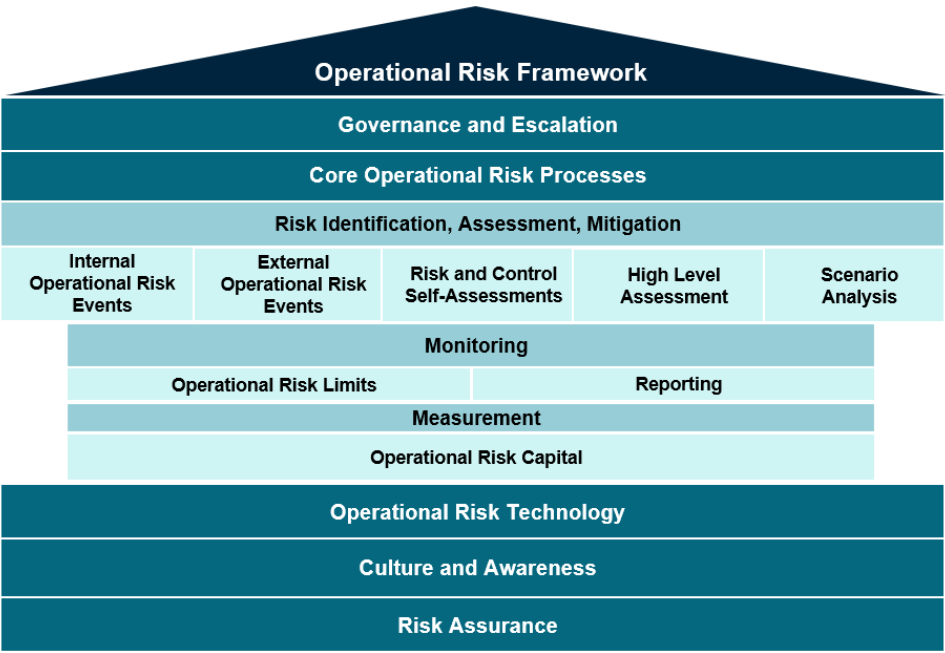 Operational Risk Framework
Governance and Escalation
Core Operational Risk Processes
Risk Identification, Assessment, Mitigation
Internal
Operational Risk
Events
External
Operational Risk
Events
Risk and Control
Self-Assessments
High Level
Assessment
Scenario
Analysis
Monitoring
Operational Risk Limits
Reporting
Measurement
Operational Risk Capital
Operational Risk Technology
Culture and Awareness
Risk Assurance